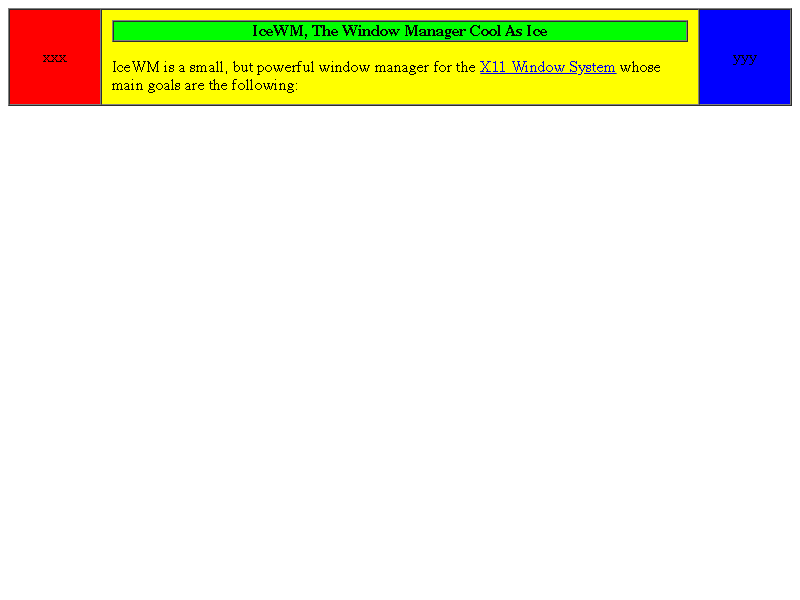 xxx
IceWM, The Window Manager Cool As Ice
IceWM is a small, but powerful window manager for the X11 Window System whose
main goals are the following:
yyy